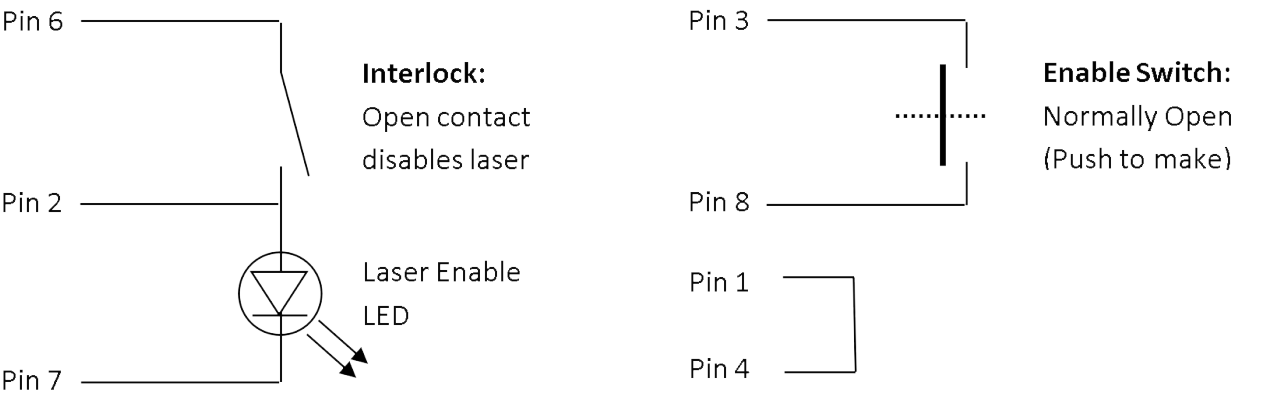 Pin 6
Interlock:
Open contact
disables laser
Pin 2
Laser Enable
LED
Pin 7
Pin 3
Enable Switch:
Normally Open
(Push to make)
Pin 8
Pin 1
Pin 4